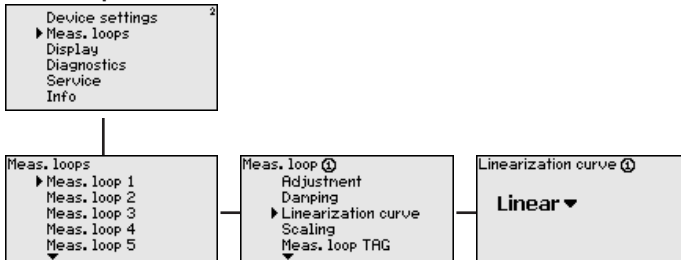 Device settings
2
Meas. loops
Display
Diagnostics
Service
Info
Meas. loops
Meas. loop 1
Meas. loop 2
Meas. loop 3
Meas. loop 4
Meas. loop 5
Meas. loop ①
Adjustment
Damping
Linearization curve
Scaling
Meas. loop TAG
Linearization curve ①
Linear